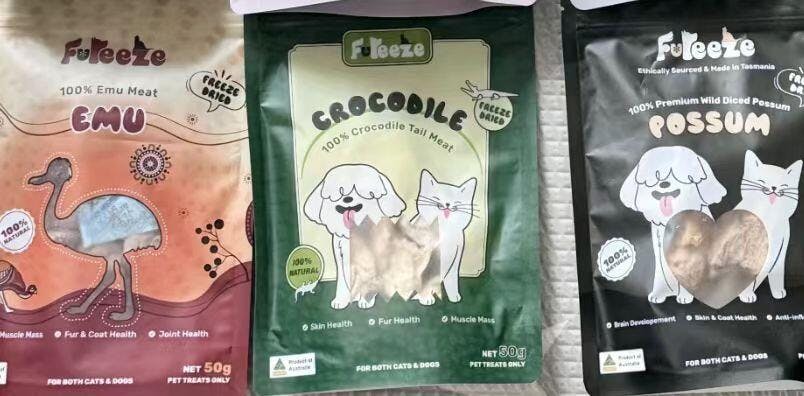 Fureeze
100% Emu Meat
FREEZE
DRIED
EMU
100%
NATURAL
Muscle Mass
Fur & Coat Health
Joint Health
NET 50g
FOR BOTH CATS & DOGS
PET TREATS ONLY
Fureeze
CROCODILE
FREEZE
DRIED
100% Crocodile Tail Meat
100%
NATURAL
Skin Health
Fur Health
Muscle Mass
Product of
Australia
NET 50g
FOR BOTH CATS & DOGS
PET TREATS ONLY
Fureeze
Ethically Sourced & Made in Tasmania
100% Premium Wild Diced Possum
POSSUM
100%
NATURAL
Brain Developement
Skin & Coat Health
Product of
Australia
FOR BOTH CATS & DOGS